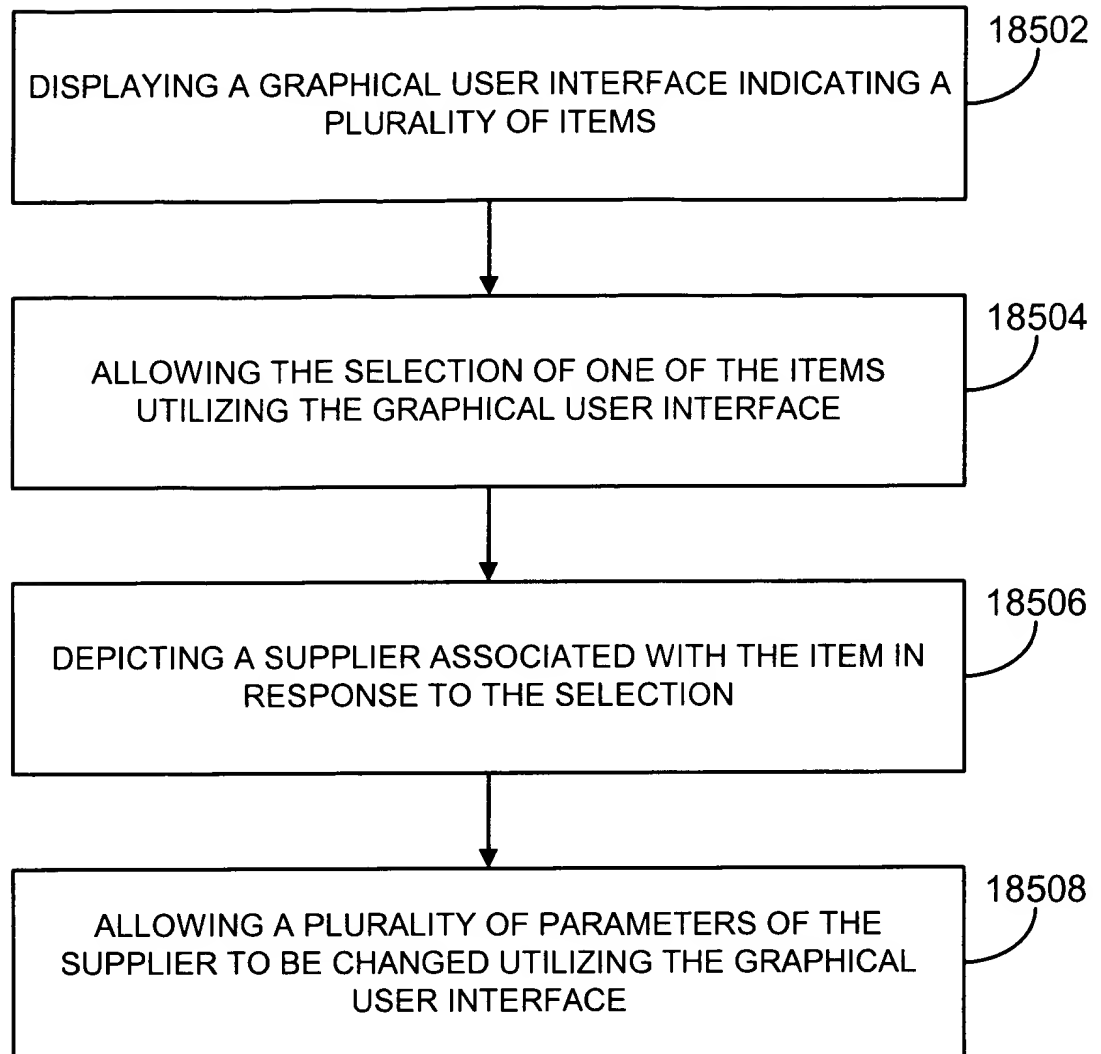 18502
DISPLAYING A GRAPHICAL USER INTERFACE INDICATING A
PLURALITY OF ITEMS
18504
ALLOWING THE SELECTION OF ONE OF THE ITEMS
UTILIZING THE GRAPHICAL USER INTERFACE
18506
DEPICTING A SUPPLIER ASSOCIATED WITH THE ITEM IN
RESPONSE TO THE SELECTION
18508
ALLOWING A PLURALITY OF PARAMETERS OF THE
SUPPLIER TO BE CHANGED UTILIZING THE GRAPHICAL
USER INTERFACE